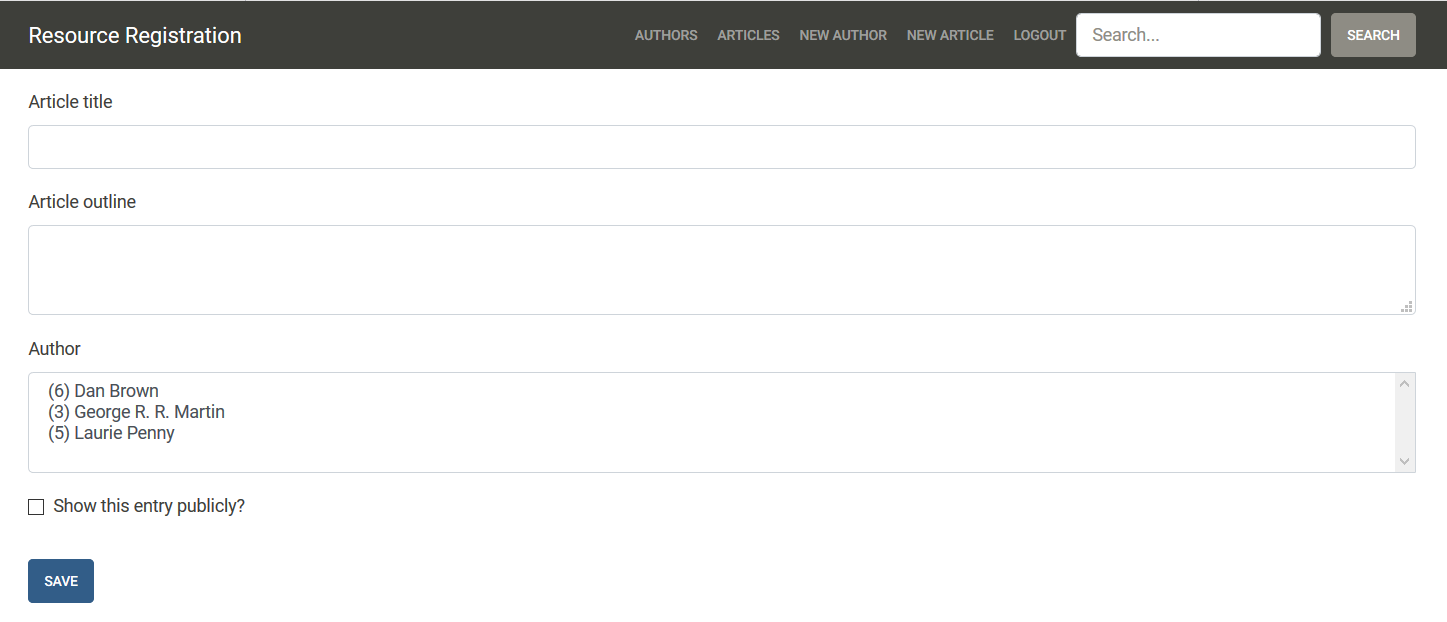 Resource Registration AUTHORS ARTICLES NEW AUTHOR NEW ARTICLE LOGOUT Search... SEARCH
Article title
Article outline
Author
(6) Dan Brown
(3) George R. R. Martin
(5) Laurie Penny
Show this entry publicly?
SAVE